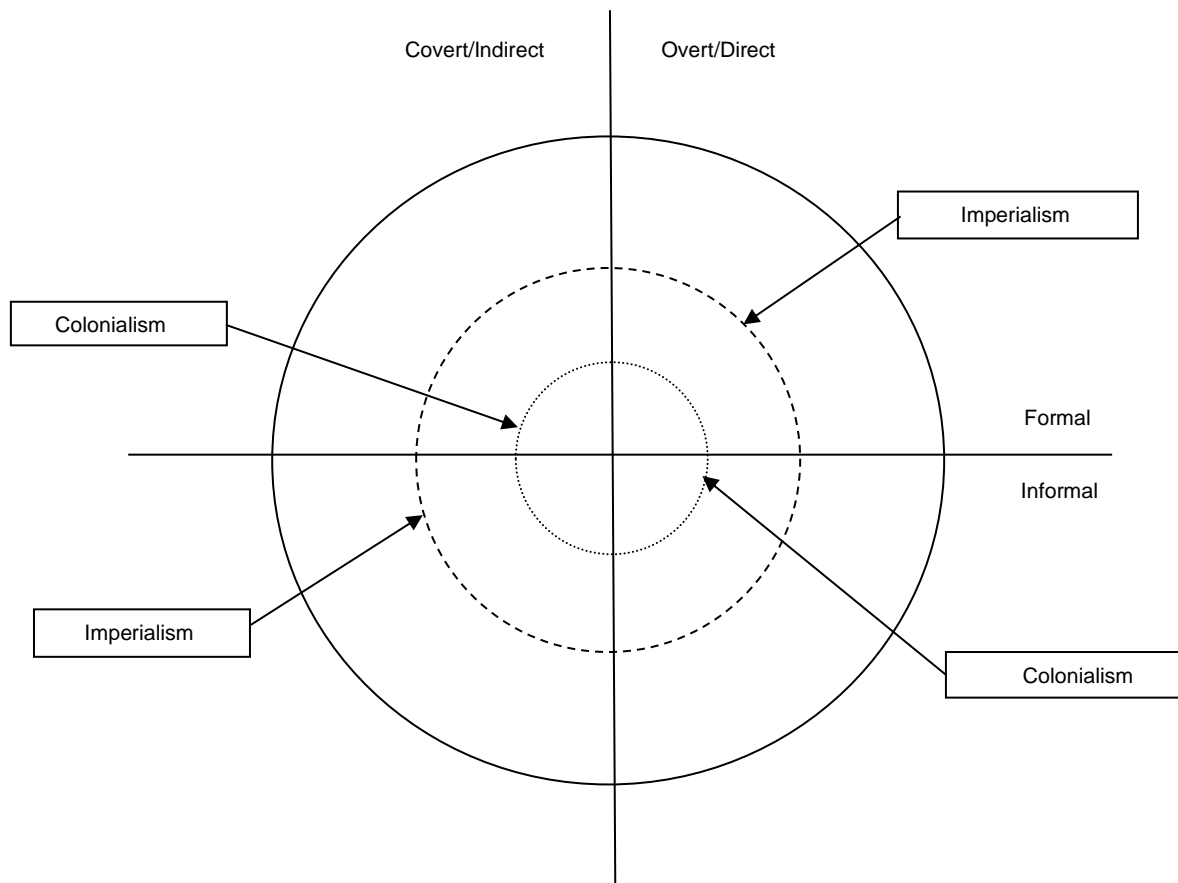 Covert/Indirect
Overt/Direct
Imperialism
Colonialism
Formal
Informal
Imperialism
Colonialism